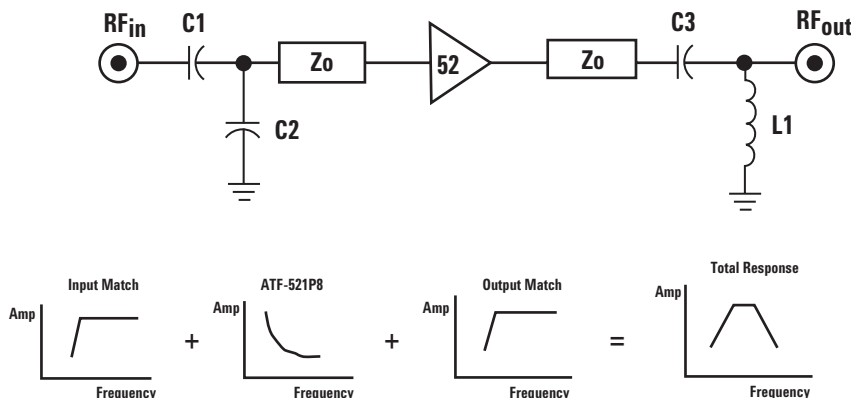 RFin C1 C3 RFout
Zo 52 Zo
C2 L1
Input Match ATF-521P8 Output Match Total Response
Amp Amp Amp Amp
+ + =
Frequency Frequency Frequency Frequency